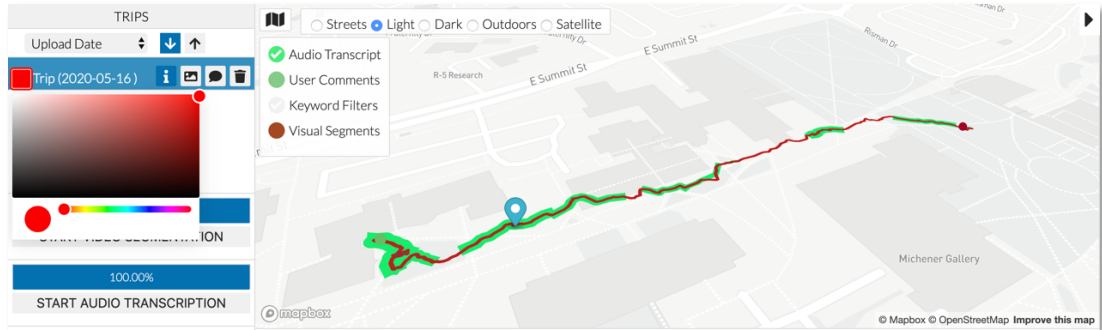 TRIPS
Upload Date
Trip (2020-05-16 )
START VIDEO SEGMENTATION
100.00%
START AUDIO TRANSCRIPTION
Streets Light Dark Outdoors Satellite
Audio Transcript
User Comments
Keyword Filters
Visual Segments
E Summit St
Risman Dr
R-5 Research
E Summit St
Michener Gallery
mapbox
© Mapbox © OpenStreetMap Improve this map